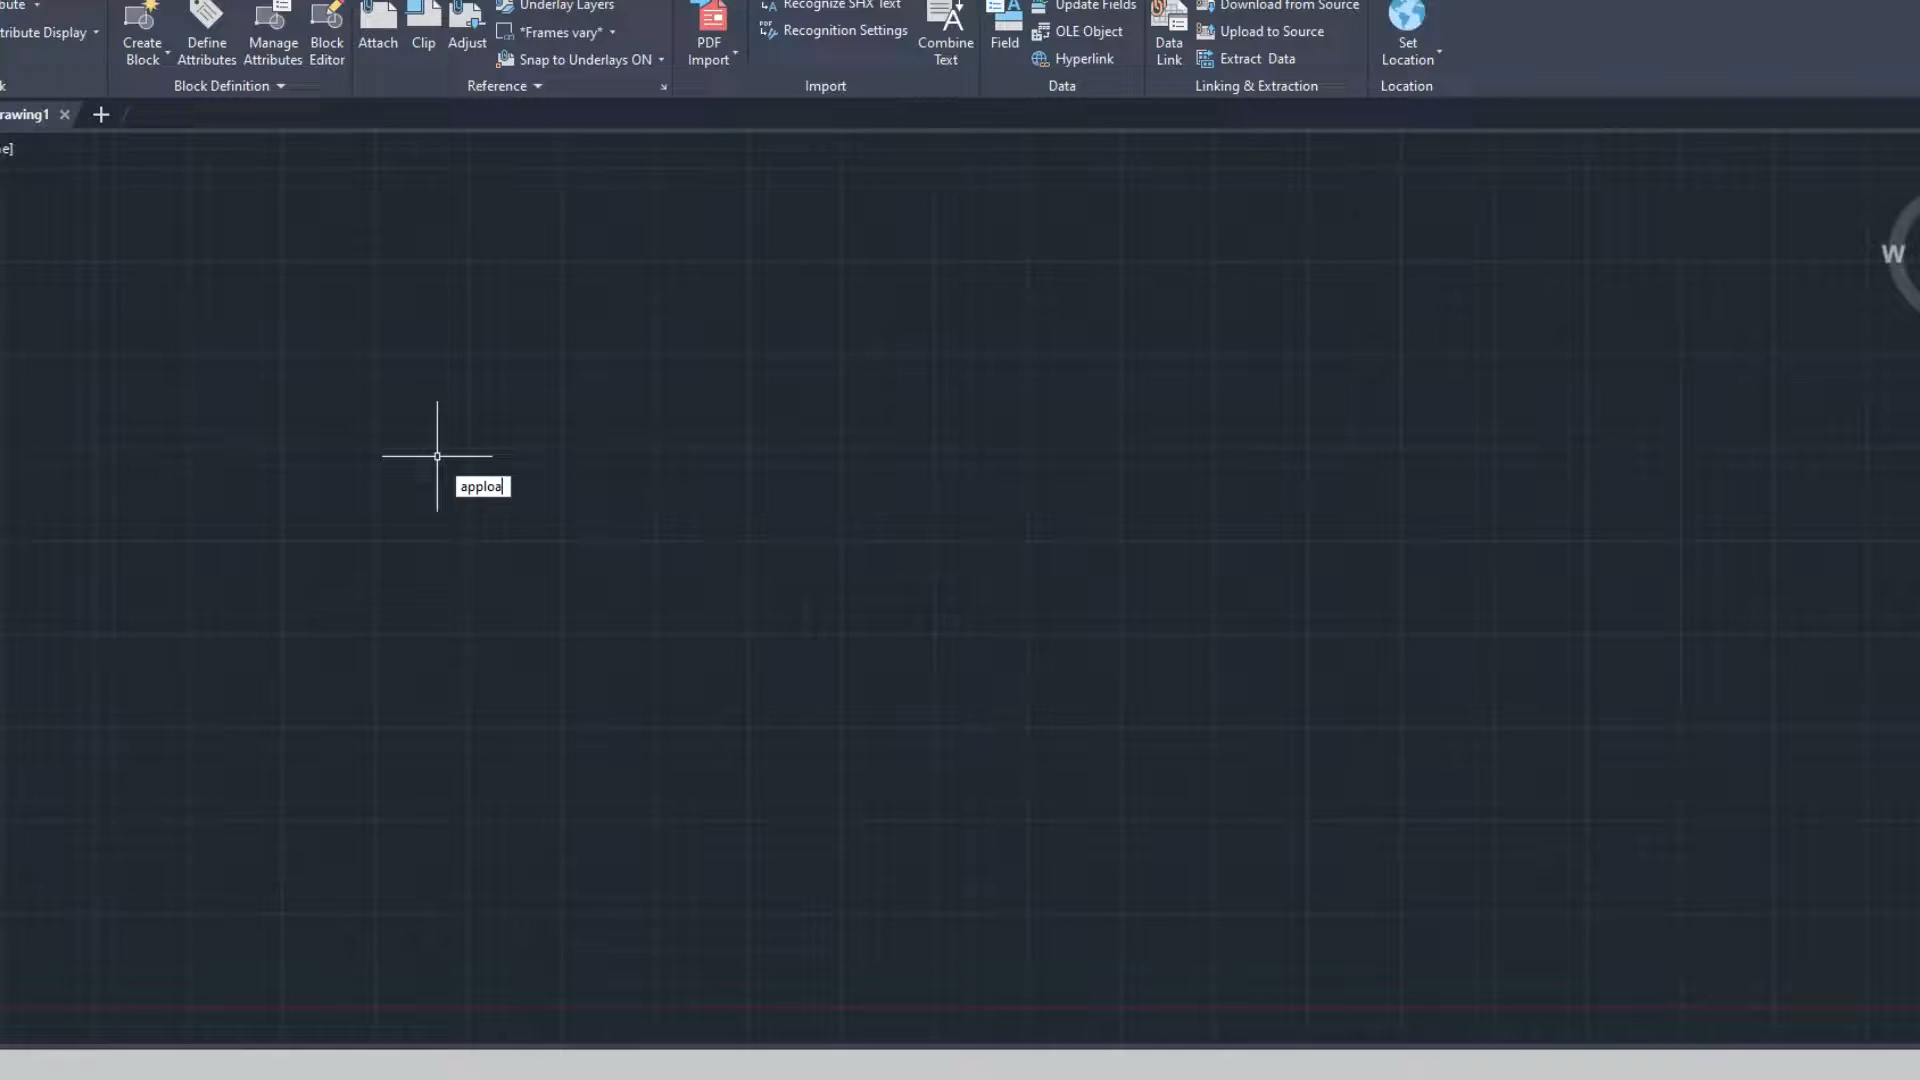 bute
tribute Display
k
Create
Block
Define
Attributes
Manage
Attributes
Block
Editor
Block Definition
Attach
Clip
Adjust
Underlay Layers
*Frames vary*
Snap to Underlays ON
Reference
PDF
Import
Recognize SHX Text
Recognition Settings
Combine
Text
Import
Field
Update Fields
OLE Object
Hyperlink
Data
Data
Link
Download from Source
Upload to Source
Extract Data
Linking & Extraction
Set
Location
Location
rawing1
e]
W
apploa